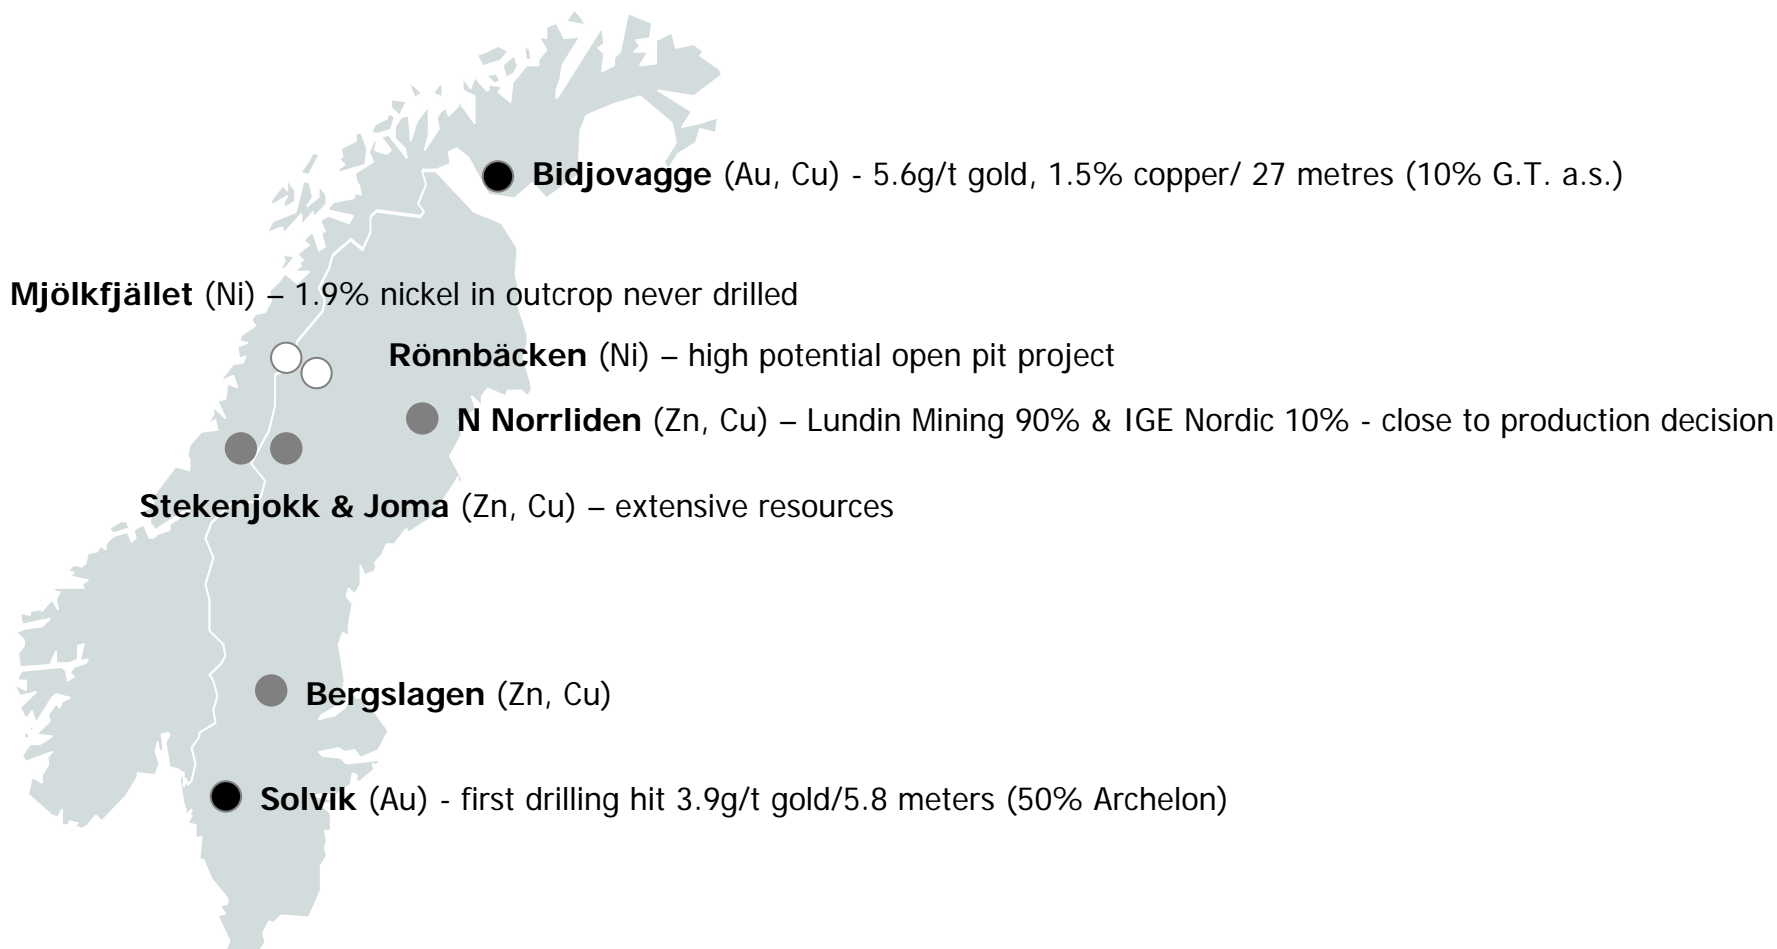 Bidjovagge (Au, Cu) - 5.6g/t gold, 1.5% copper/ 27 metres (10% G.T. a.s.)
Mjölkfjället (Ni) – 1.9% nickel in outcrop never drilled
Rönnbäcken (Ni) – high potential open pit project
N Norrliden (Zn, Cu) – Lundin Mining 90% & IGE Nordic 10% - close to production decision
Stekenjokk & Joma (Zn, Cu) – extensive resources
Bergslagen (Zn, Cu)
Solvik (Au) - first drilling hit 3.9g/t gold/5.8 meters (50% Archelon)